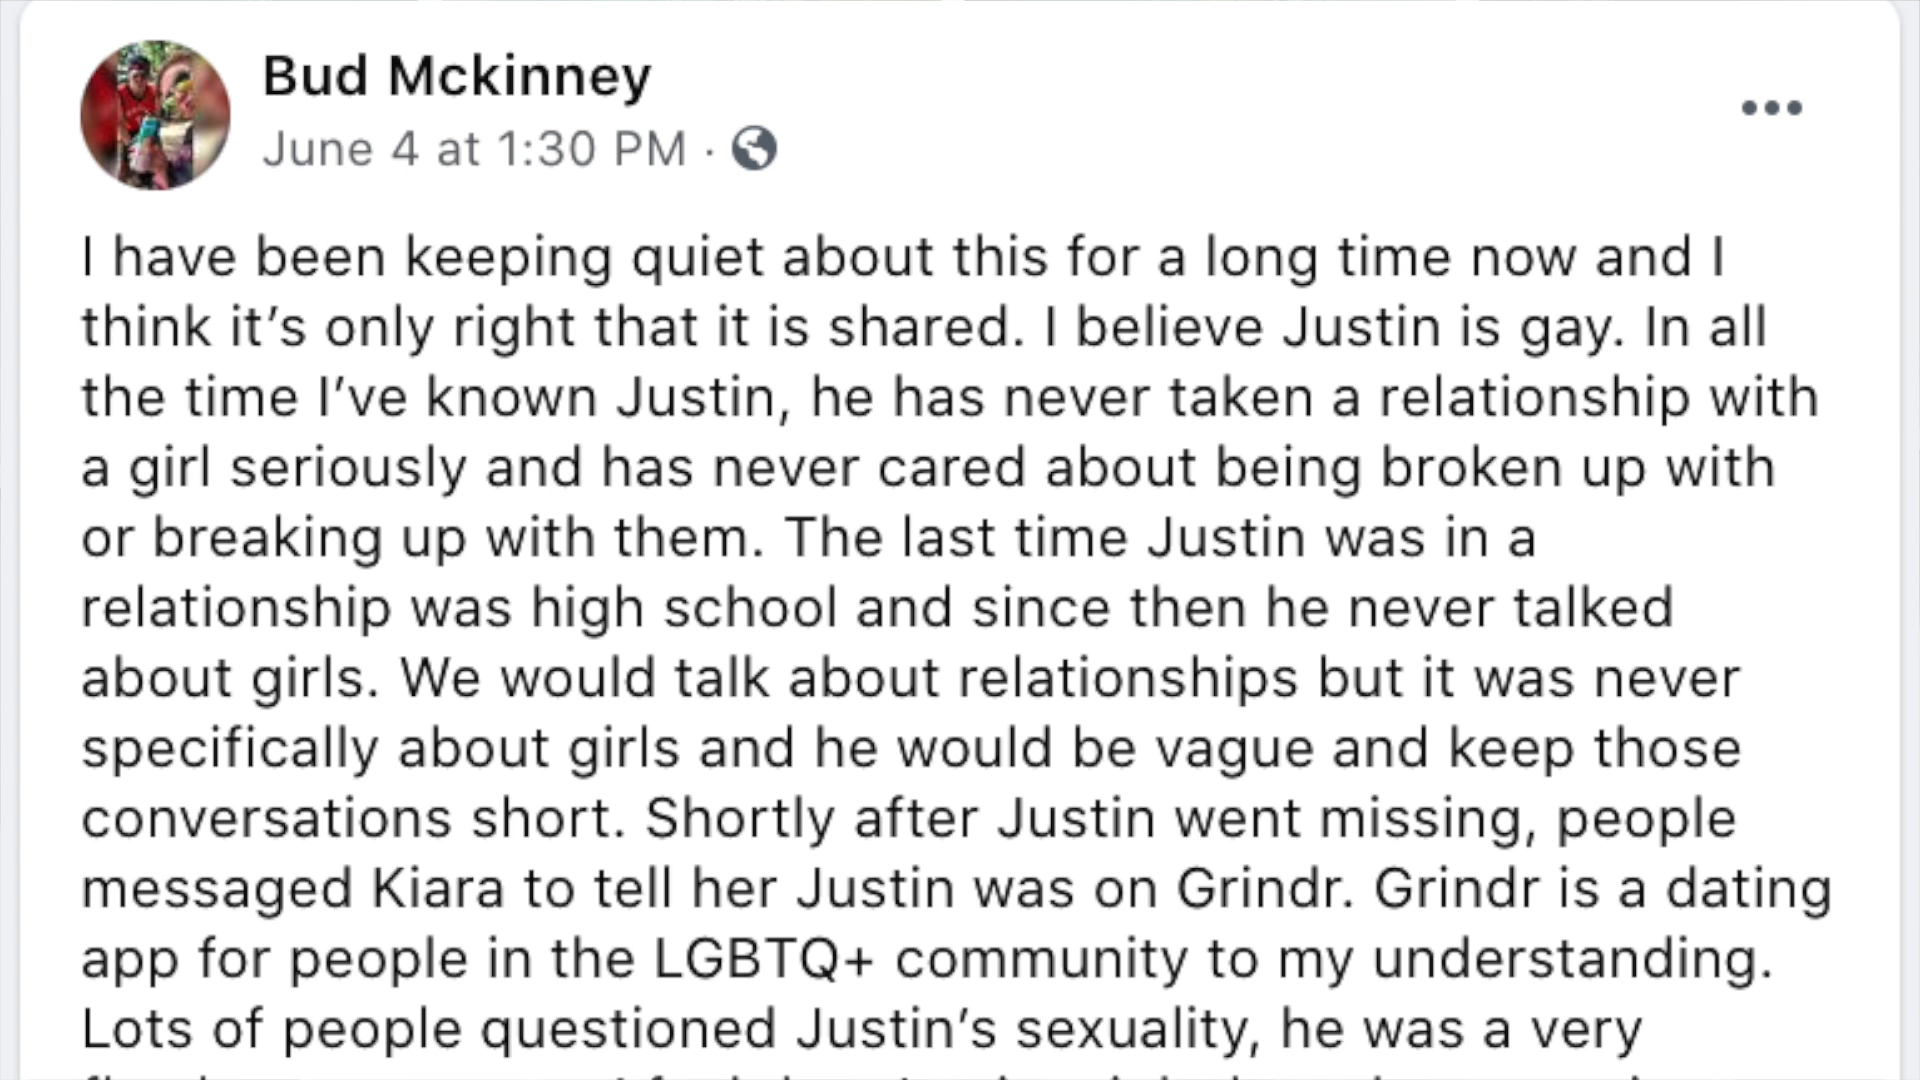 Bud Mckinney
June 4 at 1:30 PM ·
I have been keeping quiet about this for a long time now and I
think it’s only right that it is shared. I believe Justin is gay. In all
the time I’ve known Justin, he has never taken a relationship with
a girl seriously and has never cared about being broken up with
or breaking up with them. The last time Justin was in a
relationship was high school and since then he never talked
about girls. We would talk about relationships but it was never
specifically about girls and he would be vague and keep those
conversations short. Shortly after Justin went missing, people
messaged Kiara to tell her Justin was on Grindr. Grindr is a dating
app for people in the LGBTQ+ community to my understanding.
Lots of people questioned Justin’s sexuality, he was a very